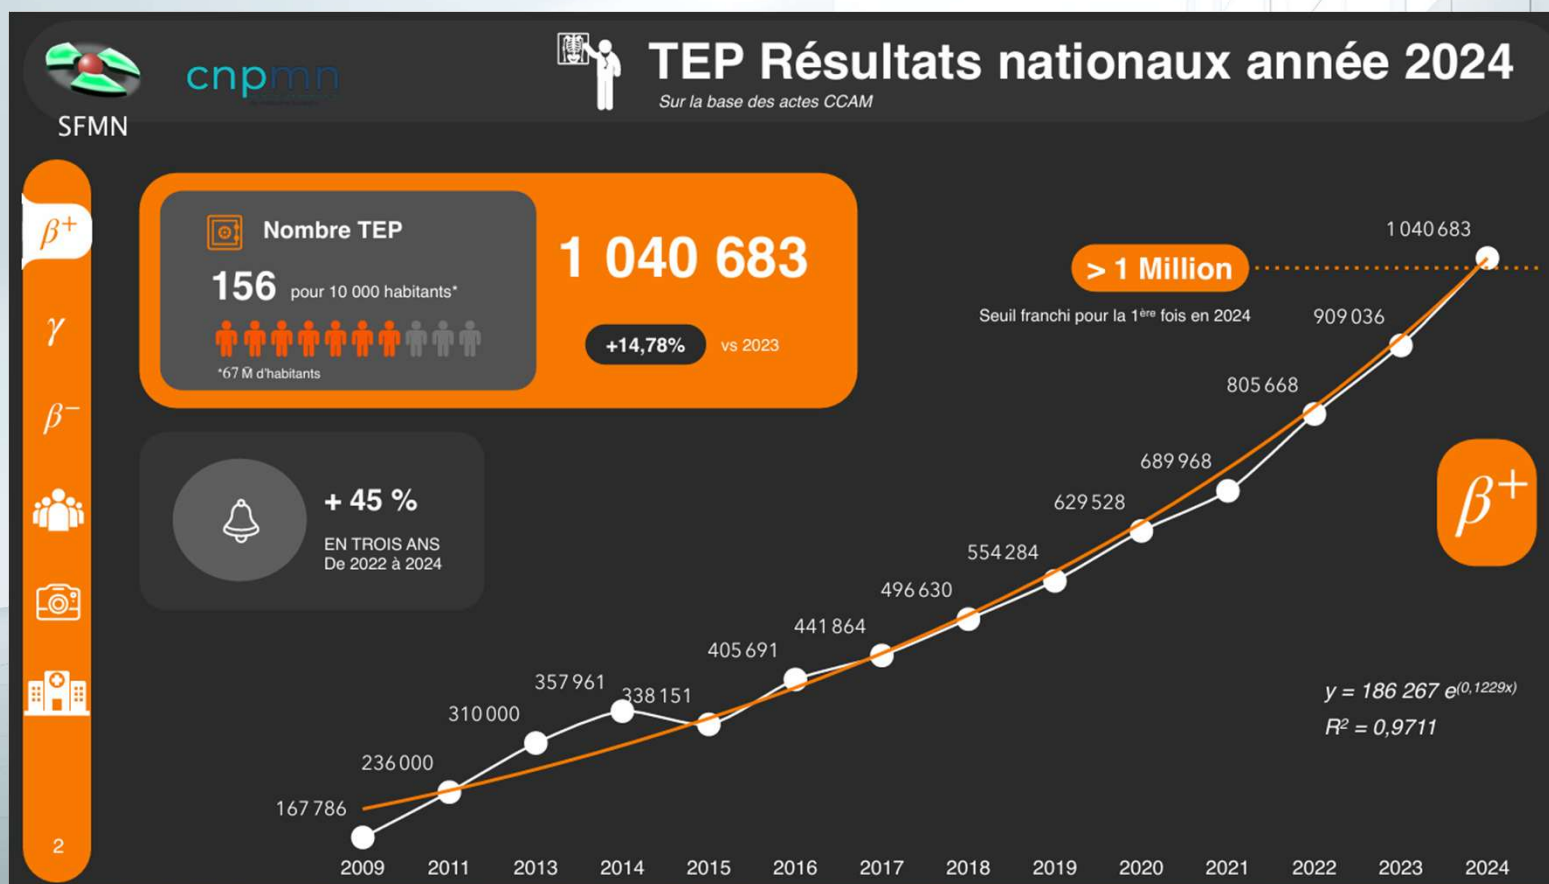 SFMN
cnpmn
TEP Résultats nationaux année 2024
Sur la base des actes CCAM
β+
γ
β−
2
Nombre TEP
156 pour 10 000 habitants*
*67 M d'habitants
1 040 683
+14,78% vs 2023
+ 45 %
EN TROIS ANS
De 2022 à 2024
> 1 Million
Seuil franchi pour la 1ère fois en 2024
167 786
236 000
310 000
357 961
338 151
405 691
441 864
496 630
554 284
629 528
689 968
805 668
909 036
1 040 683
β+
y = 186 267 e(0,1229x)
R² = 0,9711
2009 2011 2013 2014 2015 2016 2017 2018 2019 2020 2021 2022 2023 2024